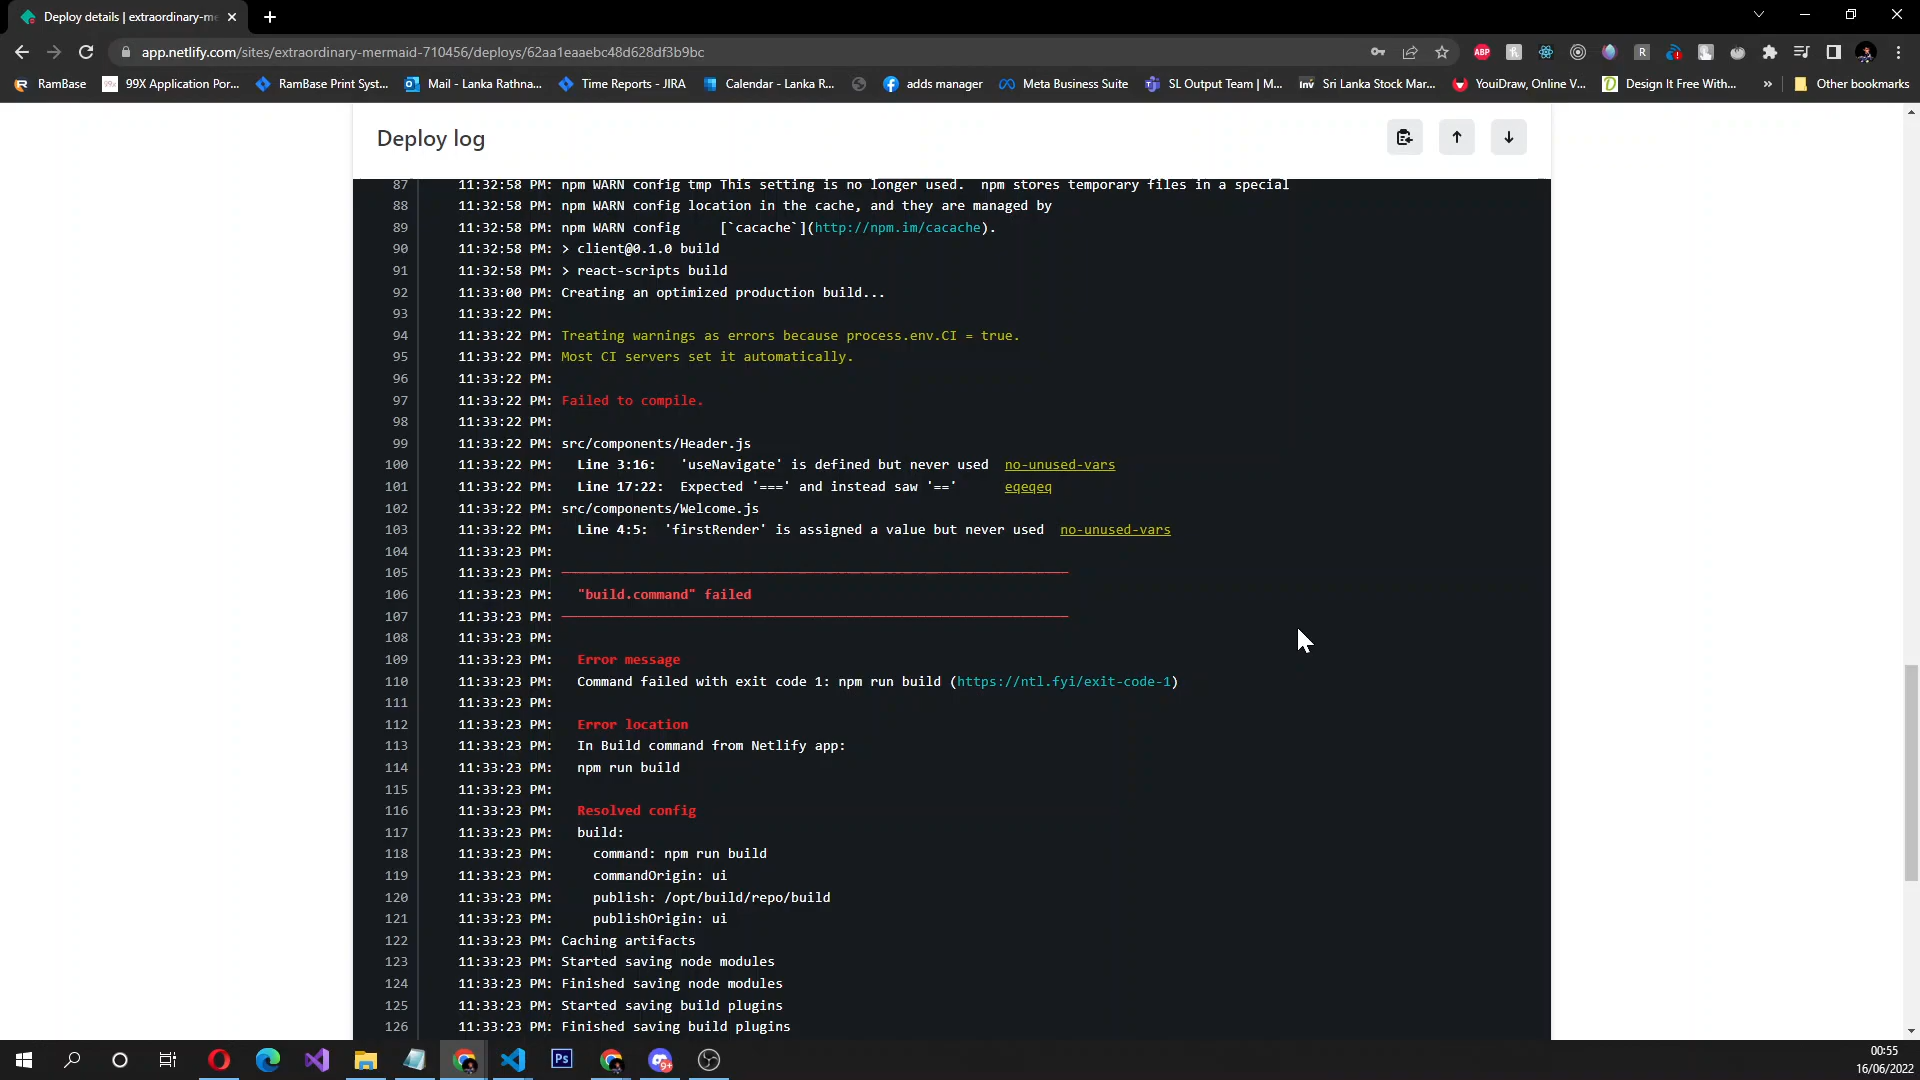 Deploy details | extraordinary-me
app.netlify.com/sites/extraordinary-mermaid-710456/deploys/62aa1eaaebc48d628df3b9bc
RamBase
99X Application Por...
RamBase Print Syst...
Mail - Lanka Rathna...
Time Reports - JIRA
Calendar - Lanka R...
adds manager
Meta Business Suite
SL Output Team | M...
Inv Sri Lanka Stock Mar...
YouiDraw, Online V...
Design It Free With...
»
Other bookmarks
Deploy log
87 11:32:58 PM: npm WARN config tmp This setting is no longer used.  npm stores temporary files in a special
88 11:32:58 PM: npm WARN config location in the cache, and they are managed by
89 11:32:58 PM: npm WARN config     [`cacache`](http://npm.im/cacache).
90 11:32:58 PM: > client@0.1.0 build
91 11:32:58 PM: > react-scripts build
92 11:33:00 PM: Creating an optimized production build...
93 11:33:22 PM:
94 11:33:22 PM: Treating warnings as errors because process.env.CI = true.
95 11:33:22 PM: Most CI servers set it automatically.
96 11:33:22 PM:
97 11:33:22 PM: Failed to compile.
98 11:33:22 PM:
99 11:33:22 PM: src/components/Header.js
100 11:33:22 PM:   Line 3:16:   'useNavigate' is defined but never used  no-unused-vars
101 11:33:22 PM:   Line 17:22:  Expected '===' and instead saw '=='      eqeqeq
102 11:33:22 PM: src/components/Welcome.js
103 11:33:22 PM:   Line 4:5:  'firstRender' is assigned a value but never used  no-unused-vars
104 11:33:23 PM:
105 11:33:23 PM: ────────────────────────────────────────────────────────────────
106 11:33:23 PM:   "build.command" failed
107 11:33:23 PM: ────────────────────────────────────────────────────────────────
108 11:33:23 PM:
109 11:33:23 PM:   Error message
110 11:33:23 PM:   Command failed with exit code 1: npm run build (https://ntl.fyi/exit-code-1)
111 11:33:23 PM:
112 11:33:23 PM:   Error location
113 11:33:23 PM:   In Build command from Netlify app:
114 11:33:23 PM:   npm run build
115 11:33:23 PM:
116 11:33:23 PM:   Resolved config
117 11:33:23 PM:   build:
118 11:33:23 PM:     command: npm run build
119 11:33:23 PM:     commandOrigin: ui
120 11:33:23 PM:     publish: /opt/build/repo/build
121 11:33:23 PM:     publishOrigin: ui
122 11:33:23 PM: Caching artifacts
123 11:33:23 PM: Started saving node modules
124 11:33:23 PM: Finished saving node modules
125 11:33:23 PM: Started saving build plugins
126 11:33:23 PM: Finished saving build plugins
Ps
9+
00:55
16/06/2022